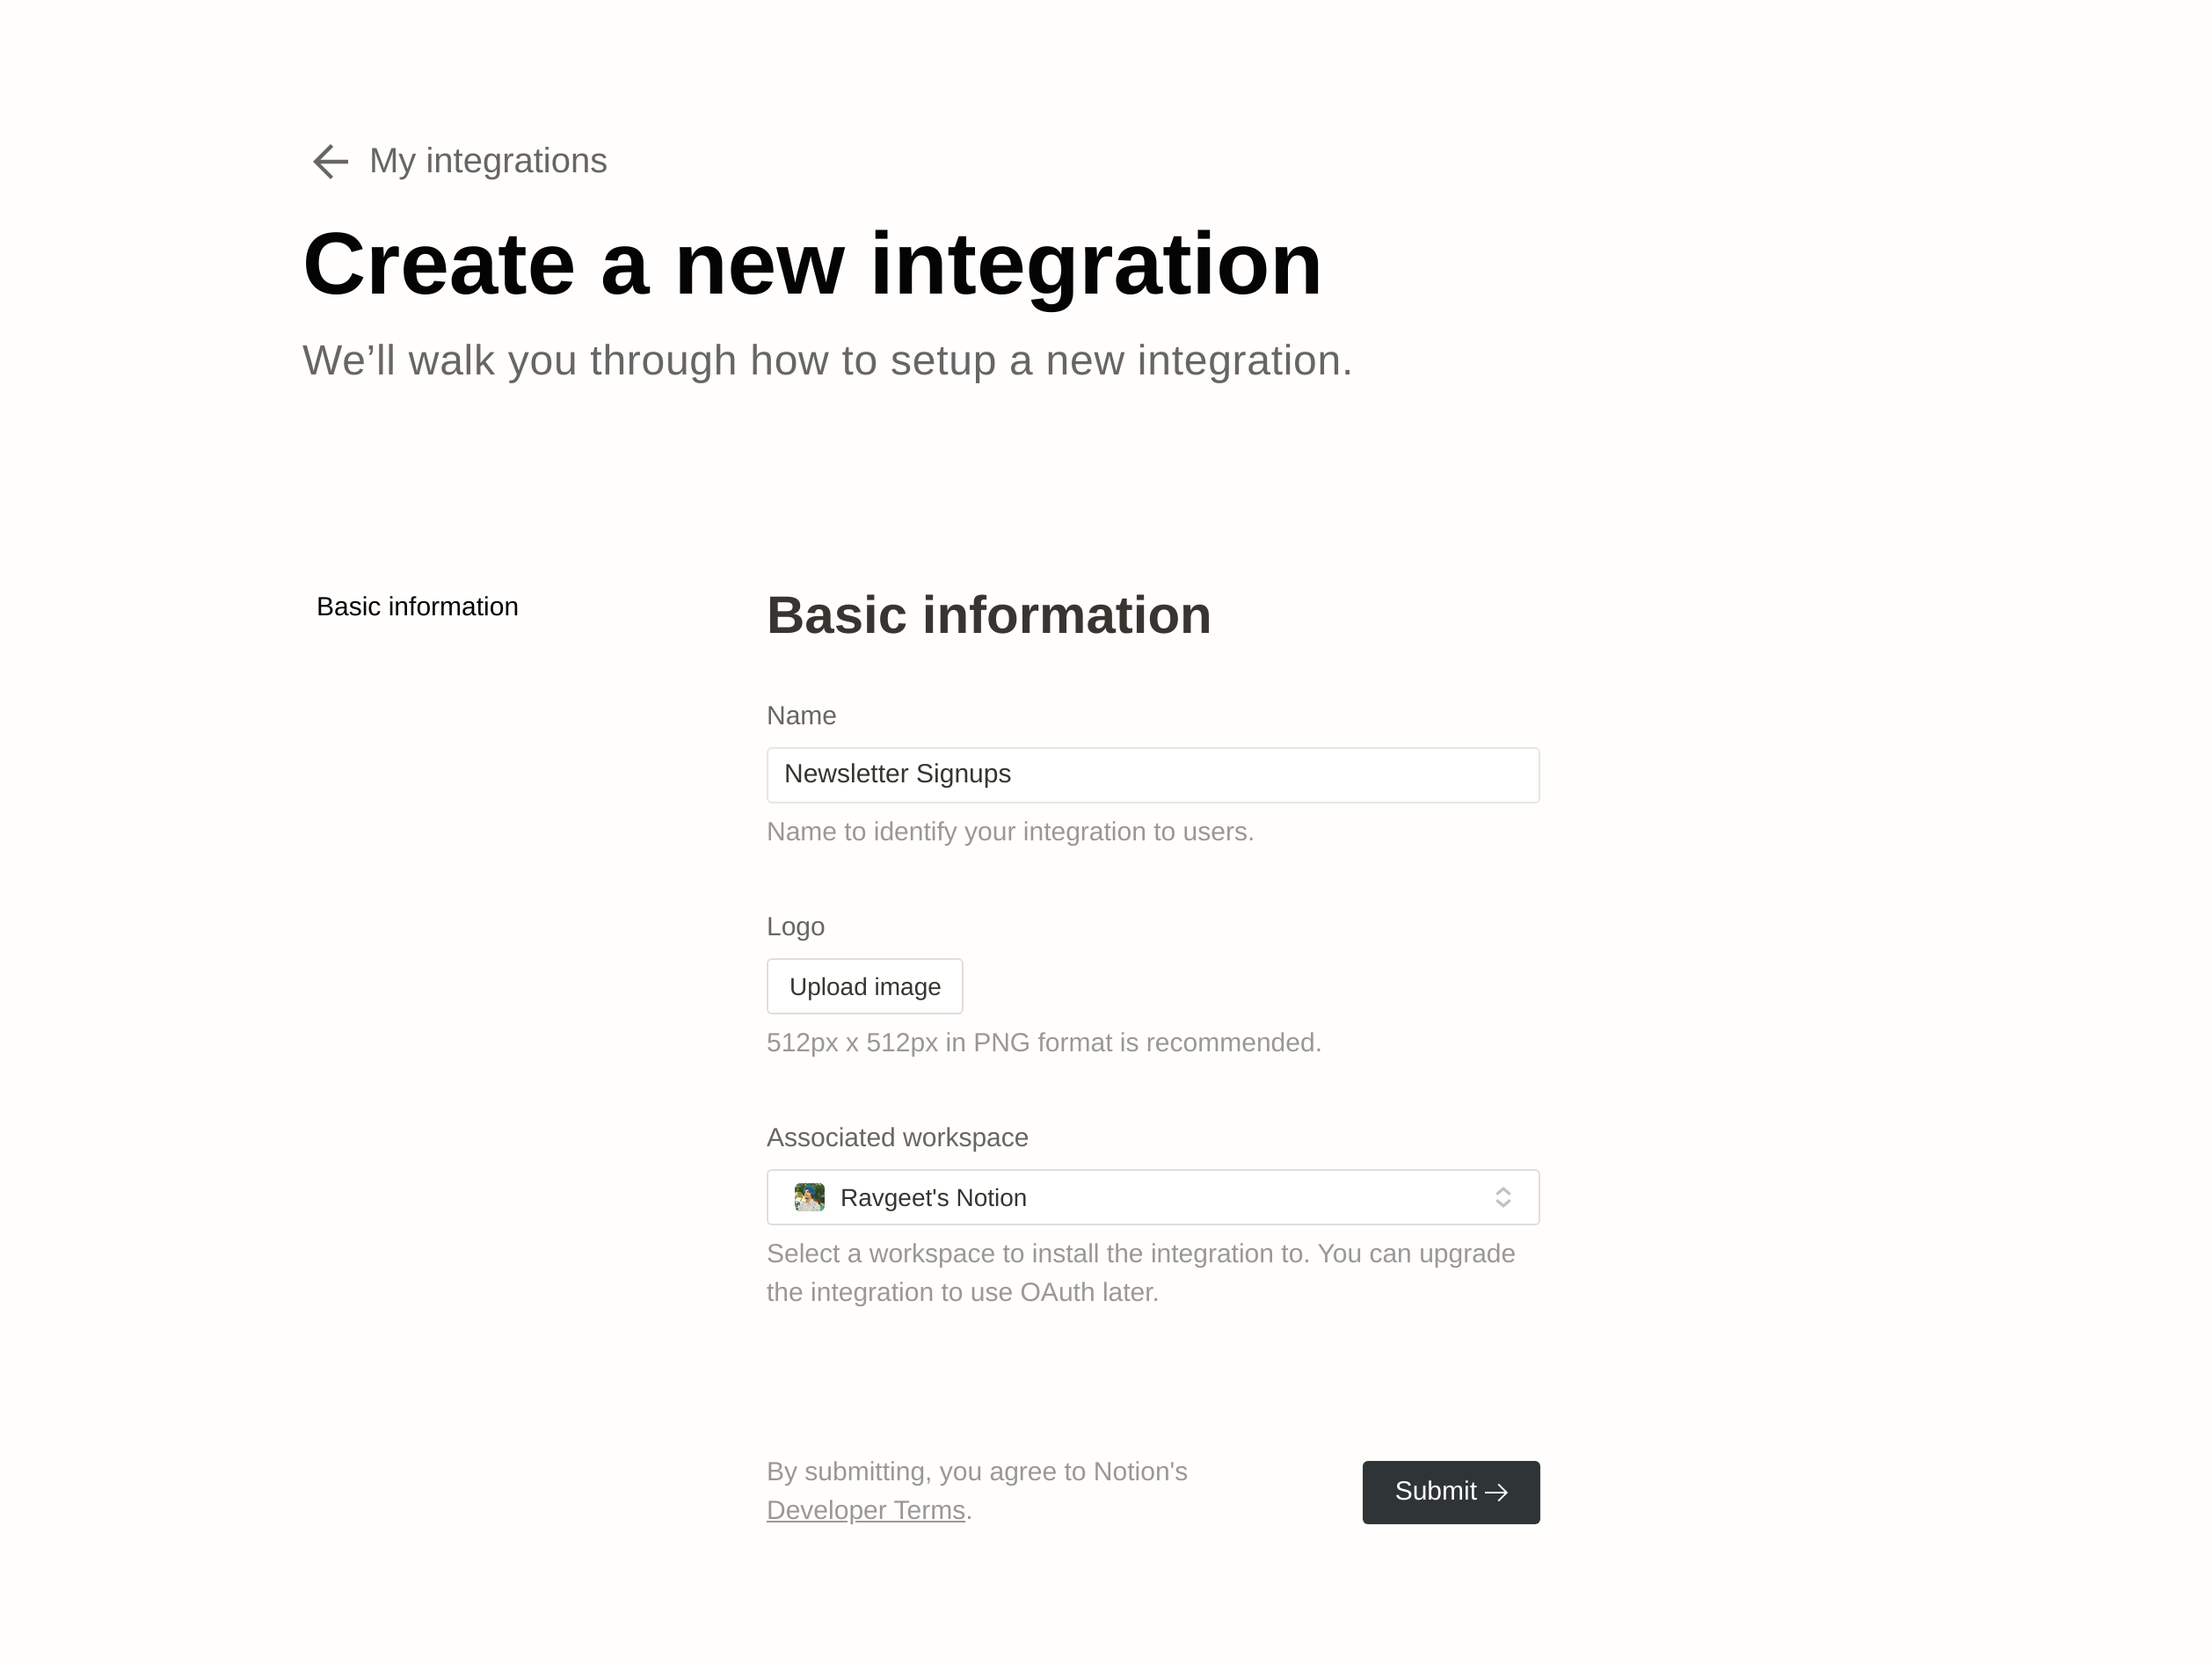 My integrations
Create a new integration
We’ll walk you through how to setup a new integration.
Basic information
Basic information
Name
Newsletter Signups
Name to identify your integration to users.
Logo
Upload image
512px x 512px in PNG format is recommended.
Associated workspace
Ravgeet's Notion
Select a workspace to install the integration to. You can upgrade
the integration to use OAuth later.
By submitting, you agree to Notion's
Developer Terms.
Submit